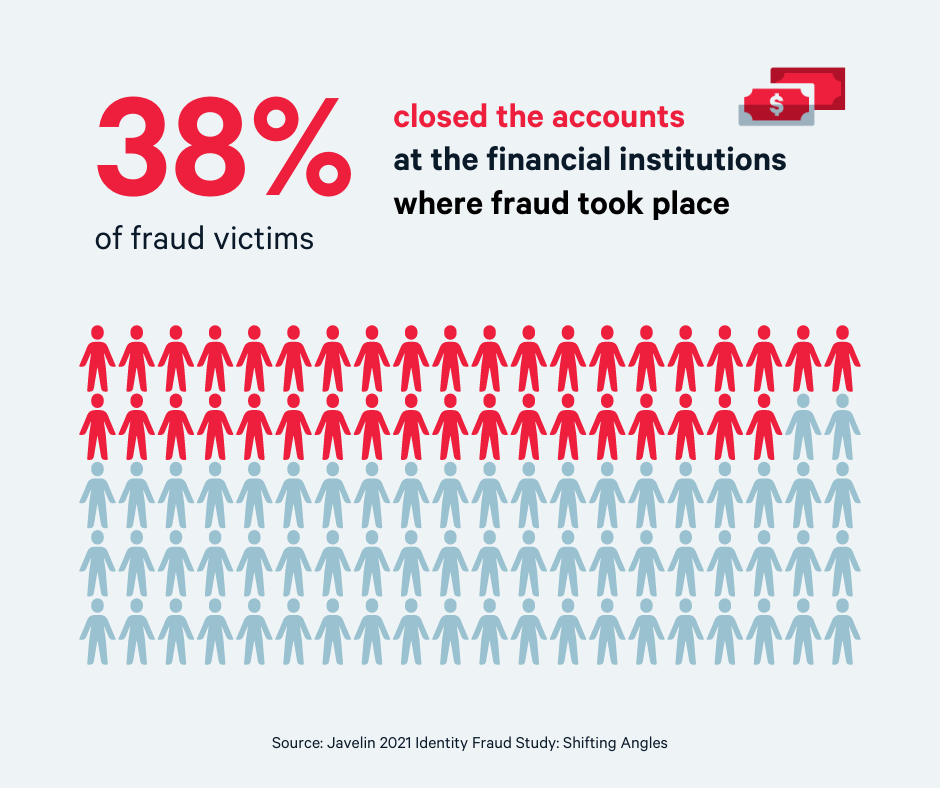 38%
of fraud victims
closed the accounts
at the financial institutions
where fraud took place
$
Source: Javelin 2021 Identity Fraud Study: Shifting Angles